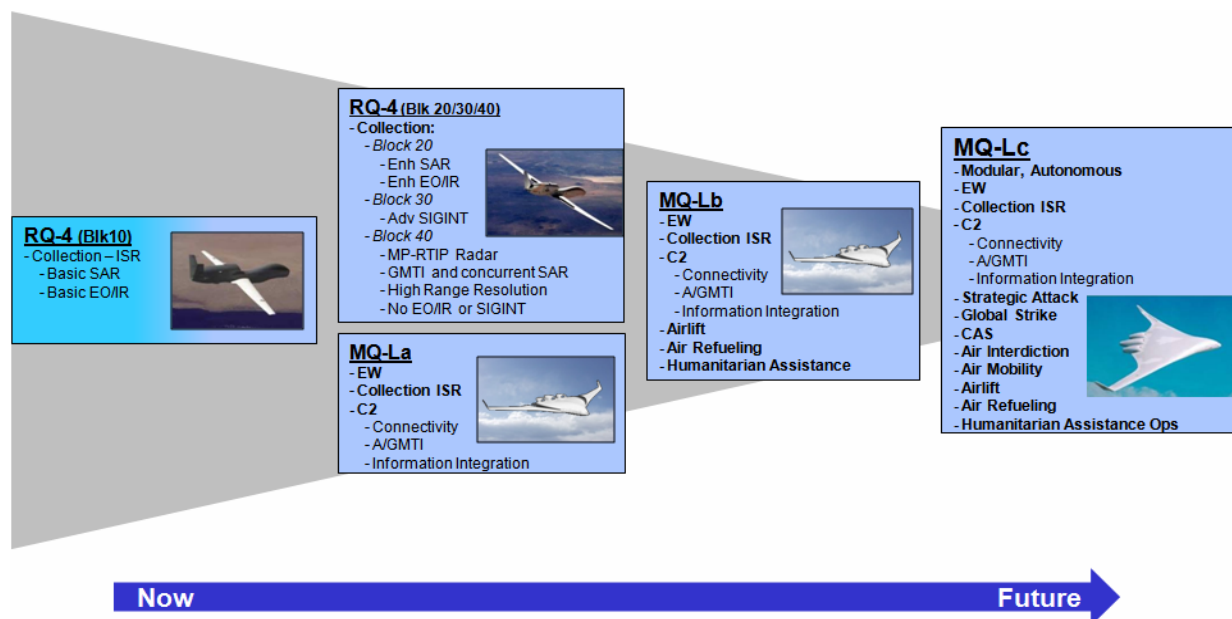 RQ-4 (Blk10)
- Collection – ISR
- Basic SAR
- Basic EO/IR
RQ-4 (Blk 20/30/40)
- Collection:
- Block 20
- Enh SAR
- Enh EO/IR
- Block 30
- Adv SIGINT
- Block 40
- MP-RTIP Radar
- GMTI and concurrent SAR
- High Range Resolution
- No EO/IR or SIGINT
MQ-La
- EW
- Collection ISR
- C2
- Connectivity
- A/GMTI
- Information Integration
MQ-Lb
- EW
- Collection ISR
- C2
- Connectivity
- A/GMTI
- Information Integration
- Airlift
- Air Refueling
- Humanitarian Assistance
MQ-Lc
- Modular, Autonomous
- EW
- Collection ISR
- C2
- Connectivity
- A/GMTI
- Information Integration
- Strategic Attack
- Global Strike
- CAS
- Air Interdiction
- Air Mobility
- Airlift
- Air Refueling
- Humanitarian Assistance Ops
Now
Future